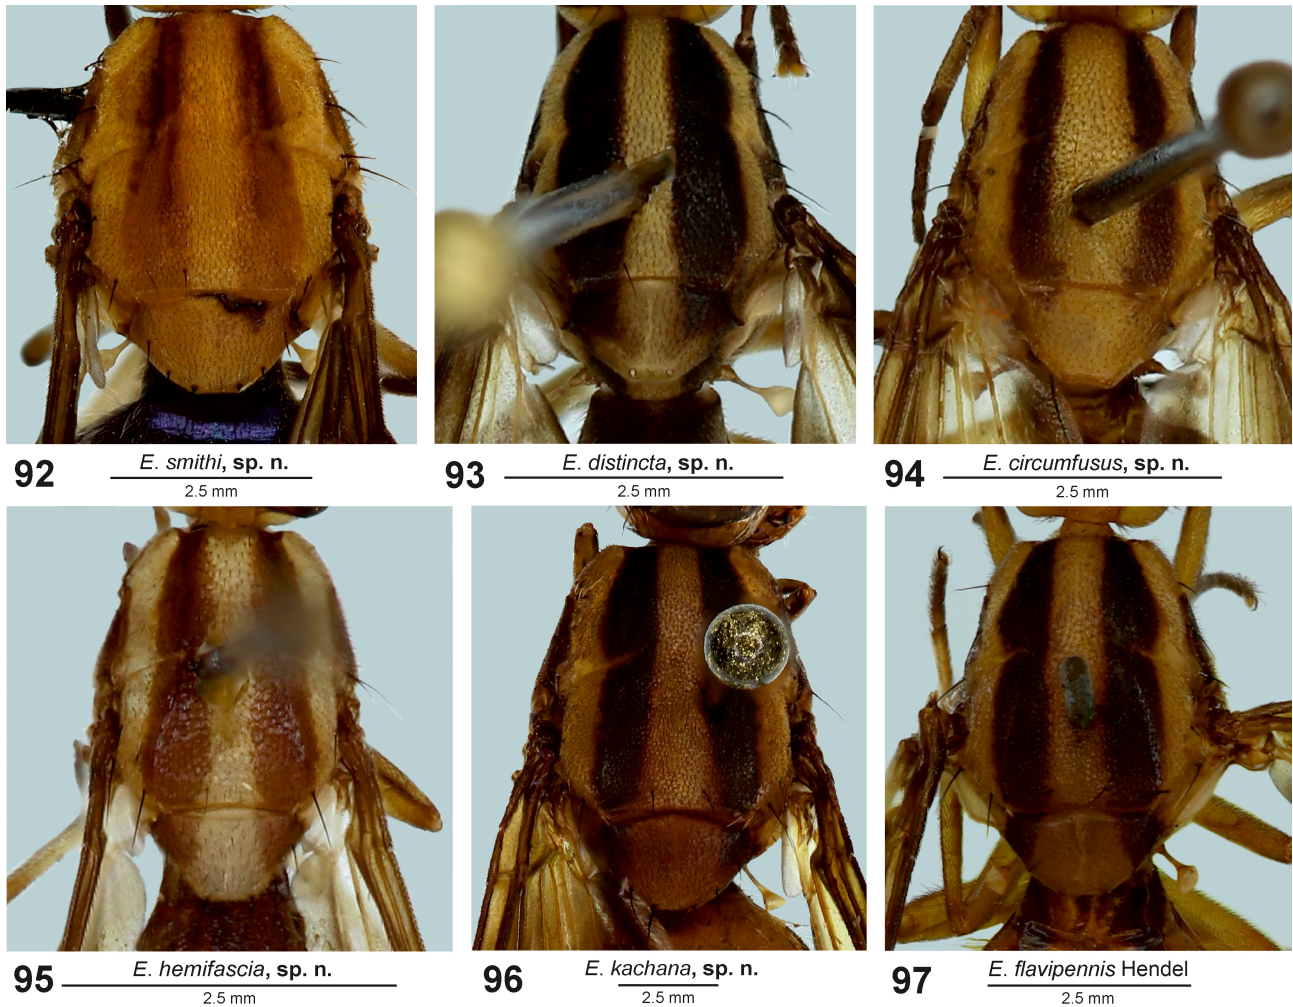 92
E. smithi, sp. n.
2.5 mm
93
E. distincta, sp. n.
2.5 mm
94
E. circumfusus, sp. n.
2.5 mm
95
E. hemifascia, sp. n.
2.5 mm
96
E. kachana, sp. n.
2.5 mm
97
E. flavipennis Hendel
2.5 mm